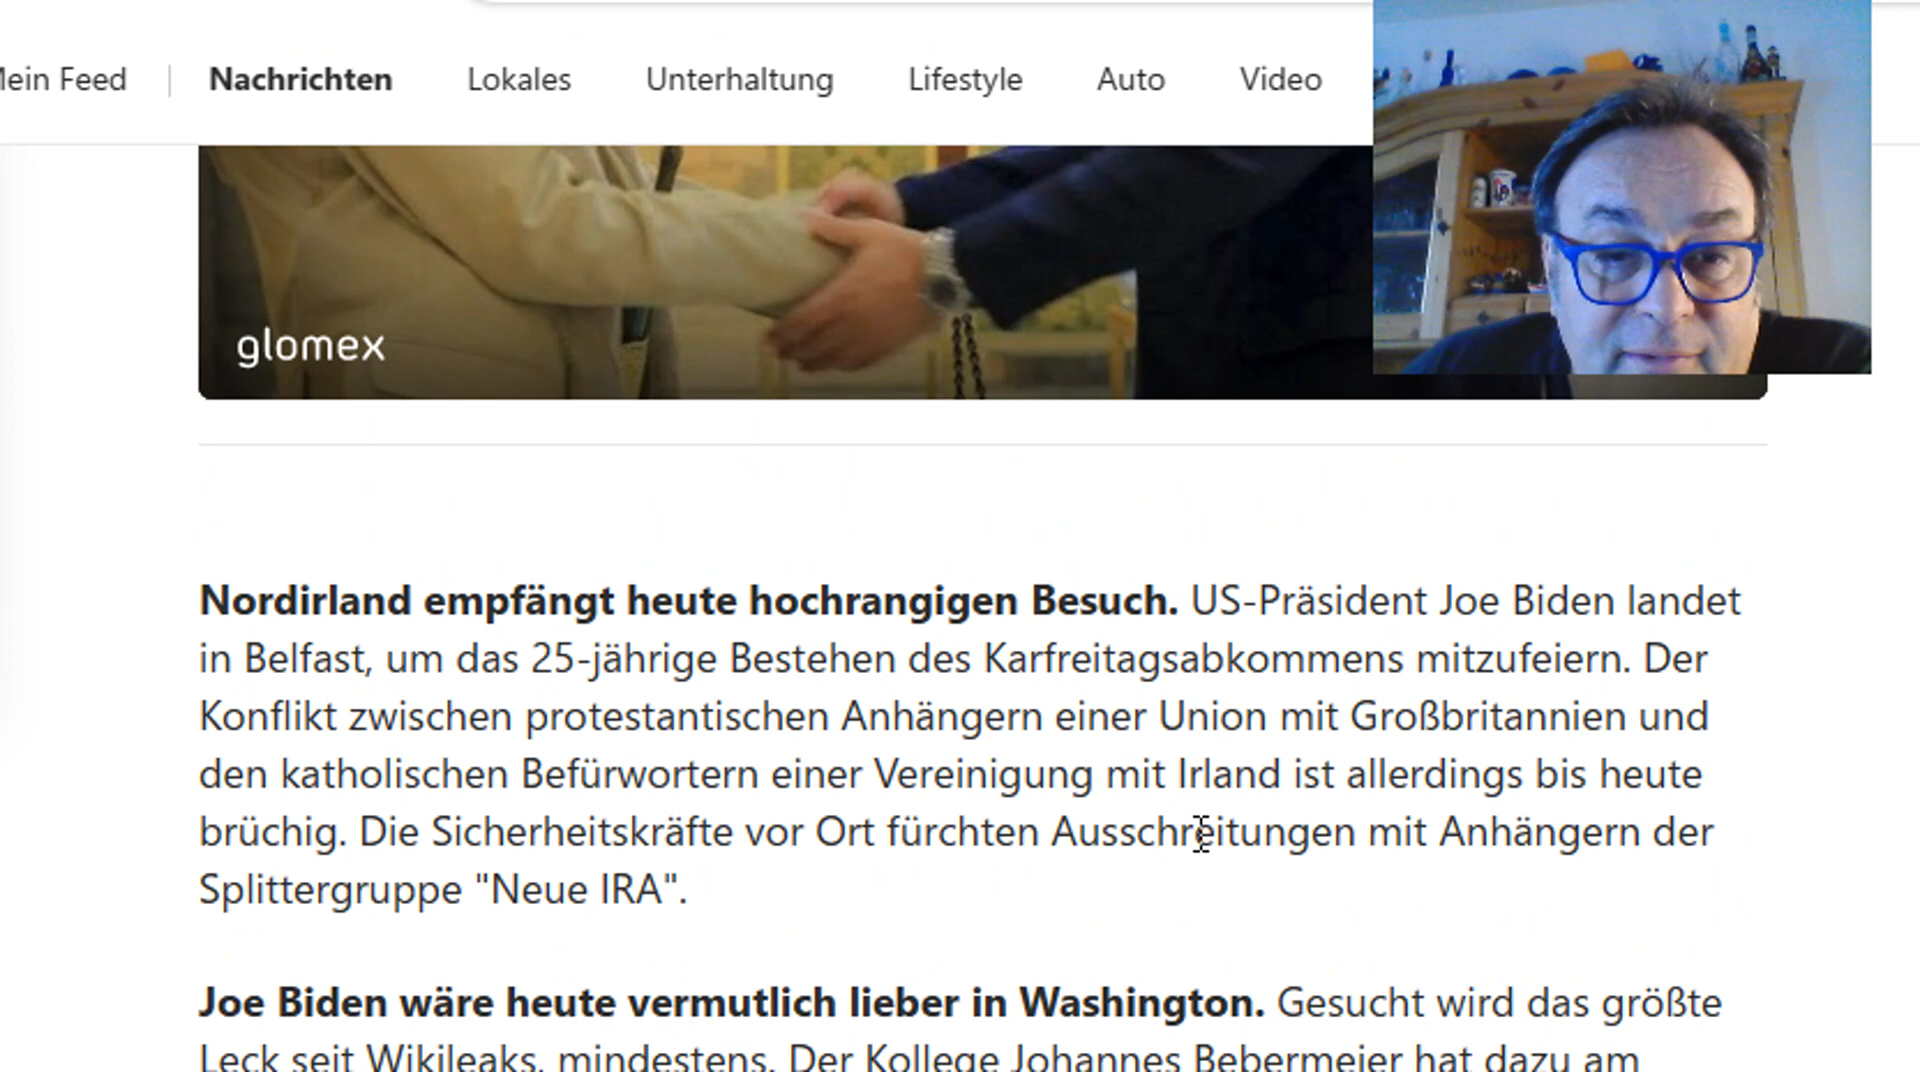 Mein Feed | Nachrichten Lokales Unterhaltung Lifestyle Auto Video
glomex
Nordirland empfängt heute hochrangigen Besuch. US-Präsident Joe Biden landet
in Belfast, um das 25-jährige Bestehen des Karfreitagsabkommens mitzufeiern. Der
Konflikt zwischen protestantischen Anhängern einer Union mit Großbritannien und
den katholischen Befürwortern einer Vereinigung mit Irland ist allerdings bis heute
brüchig. Die Sicherheitskräfte vor Ort fürchten Ausschreitungen mit Anhängern der
Splittergruppe "Neue IRA".
Joe Biden wäre heute vermutlich lieber in Washington. Gesucht wird das größte
Leck seit Wikileaks, mindestens. Der Kollege Johannes Bebermeier hat dazu am